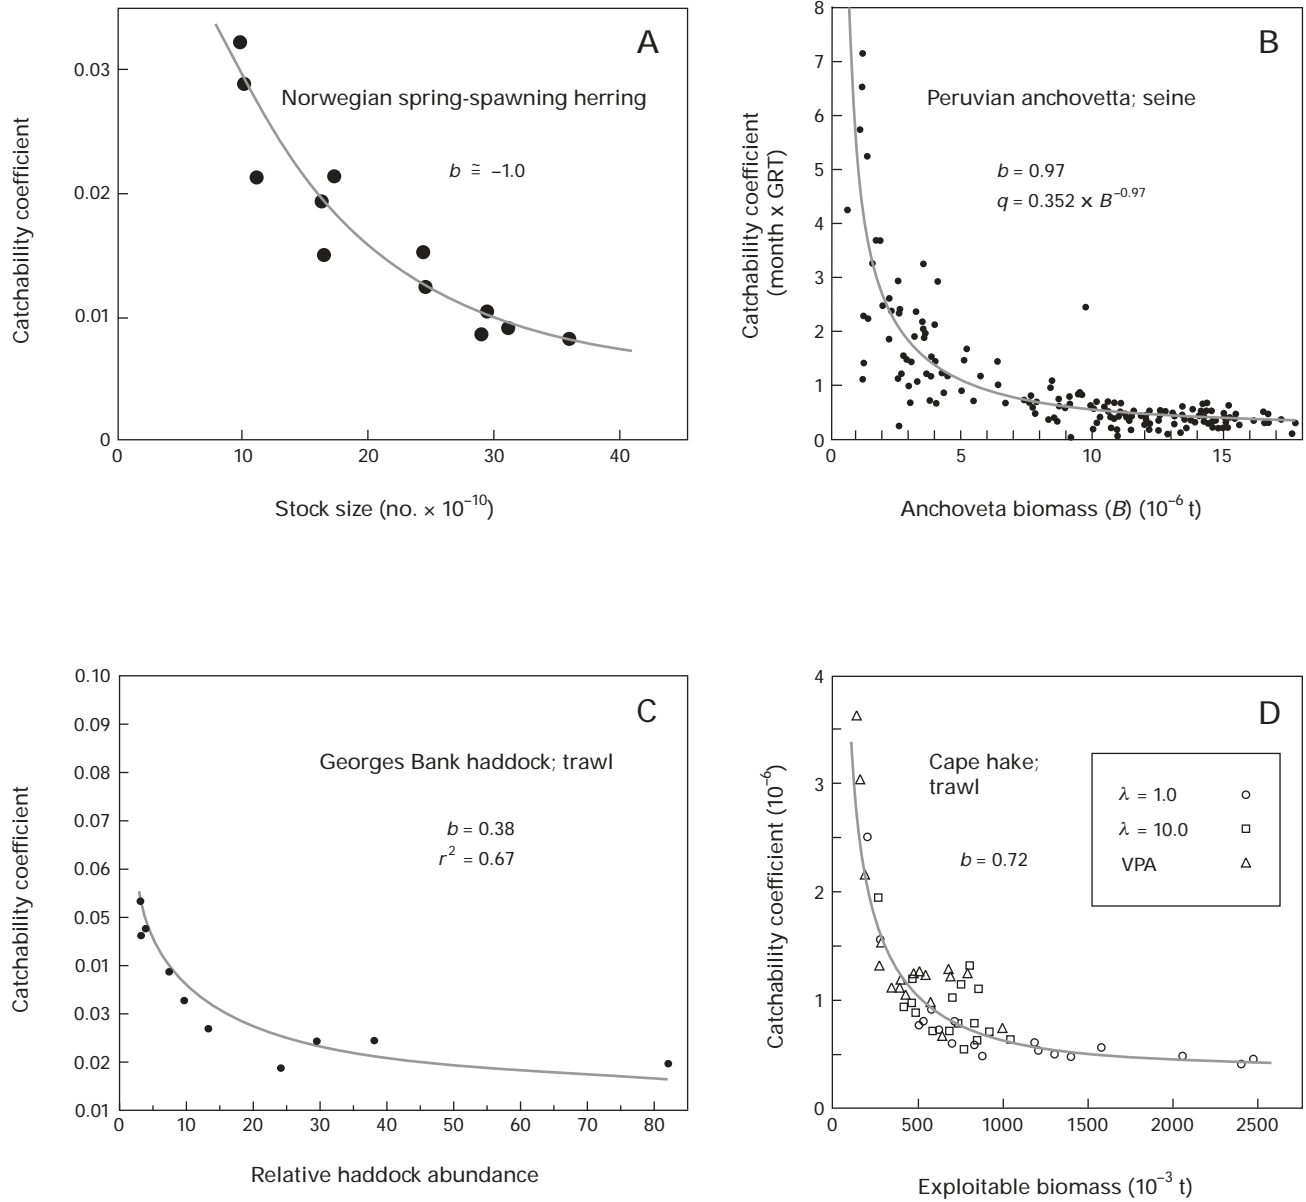 A
Norwegian spring-spawning herring
b ≅ –1.0
Catchability coefficient
0.03
0.02
0.01
0
0 10 20 30 40
Stock size (no. × 10⁻¹⁰)
B
Peruvian anchovetta; seine
b = 0.97
q = 0.352 × B⁻⁰·⁹⁷
Catchability coefficient
(month x GRT)
8
7
6
5
4
3
2
1
0
0 5 10 15
Anchoveta biomass (B) (10⁻⁶ t)
C
Georges Bank haddock; trawl
b = 0.38
r² = 0.67
Catchability coefficient
0.10
0.09
0.08
0.07
0.06
0.05
0.01
0.03
0.02
0.01
0 10 20 30 40 50 60 70 80
Relative haddock abundance
D
Cape hake;
trawl
b = 0.72
λ = 1.0
λ = 10.0
VPA
Catchability coefficient (10⁻⁶)
4
3
2
1
0
0 500 1000 1500 2000 2500
Exploitable biomass (10⁻³ t)